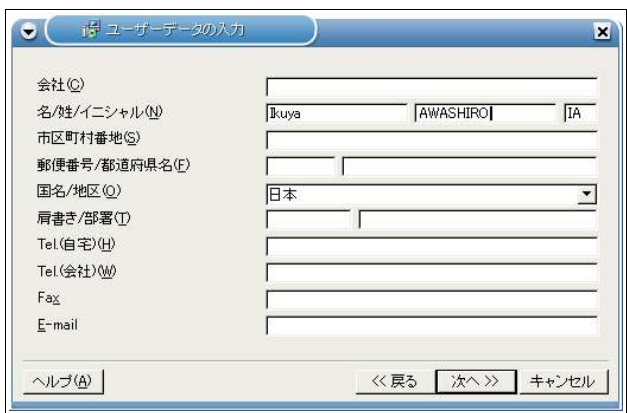 ユーザーデータの入力
会社(C)
名/姓/イニシャル(N) Ikuya AWASHIRO IA
市区町村番地(S)
郵便番号/都道府県名(F)
国名/地区(O) 日本
肩書き/部署(T)
Tel.(自宅)(H)
Tel.(会社)(W)
Fax
E-mail
ヘルプ(A) << 戻る 次へ >> キャンセル